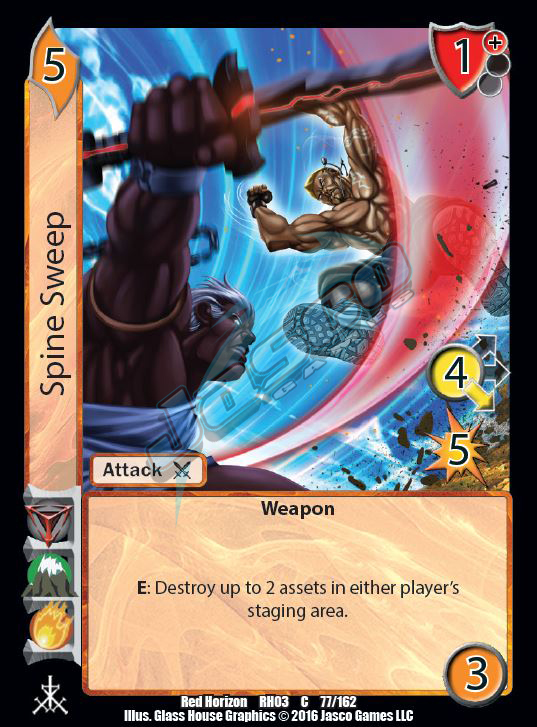 5
1
+
Spine Sweep
4
5
Attack
Weapon
E: Destroy up to 2 assets in either player's
staging area.
3
Red Horizon RH03 C 77/162
Illus. Glass House Graphics © 2016 Jasco Games LLC